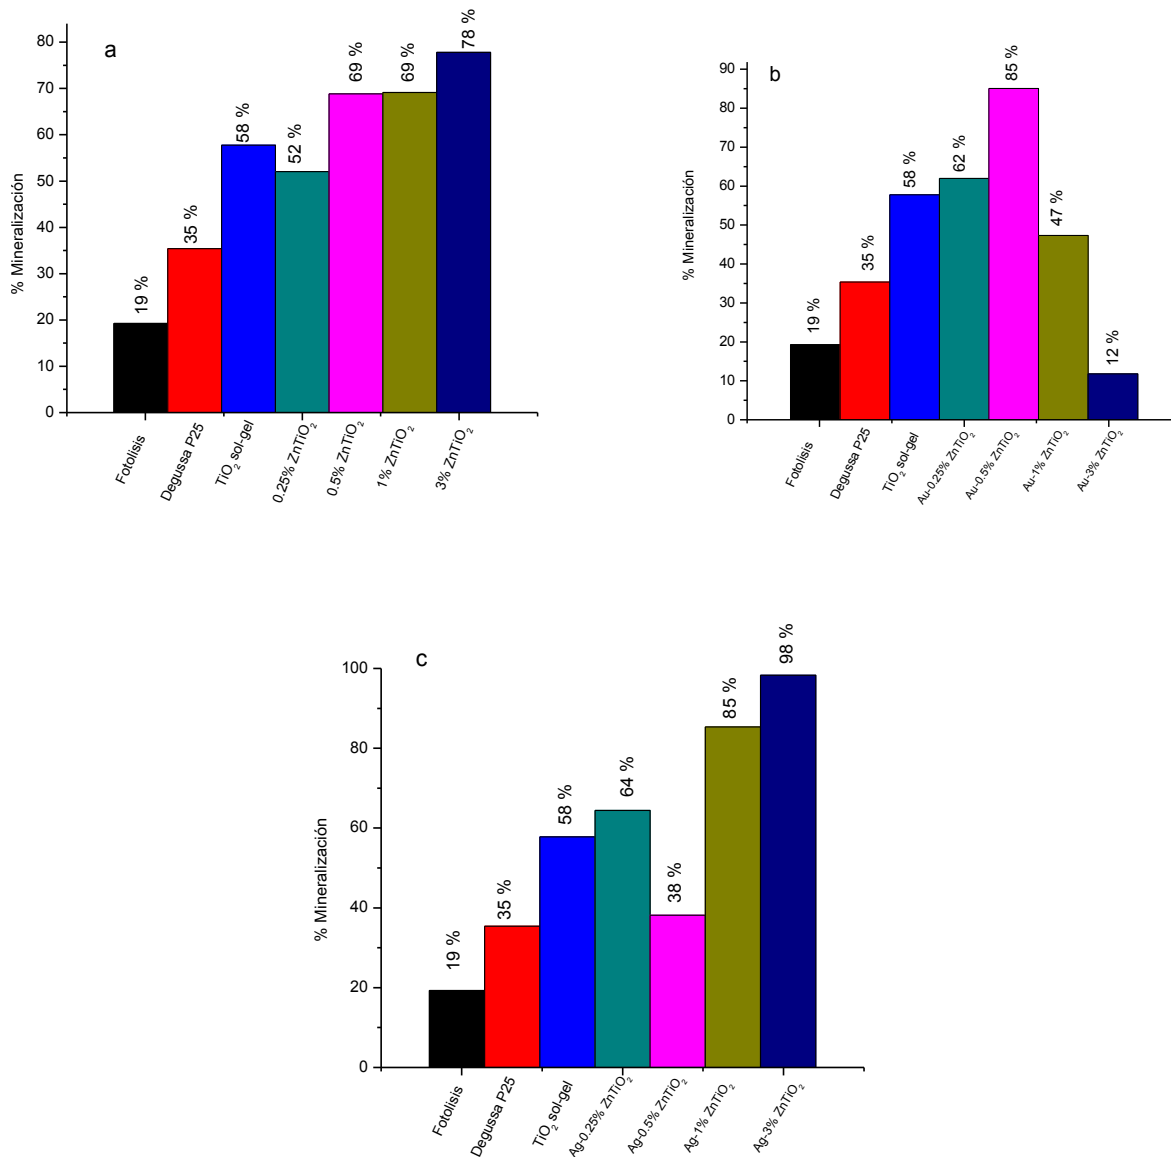 a
% Mineralización
80
70
60
50
40
30
20
10
0
19 %
35 %
58 %
52 %
69 %
69 %
78 %
Fotolisis
Degussa P25
TiO₂ sol-gel
0.25% ZnTiO₂
0.5% ZnTiO₂
1% ZnTiO₂
3% ZnTiO₂
b
% Mineralización
90
80
70
60
50
40
30
20
10
0
19 %
35 %
58 %
62 %
85 %
47 %
12 %
Fotolisis
Degussa P25
TiO₂ sol-gel
Au-0.25% ZnTiO₂
Au-0.5% ZnTiO₂
Au-1% ZnTiO₂
Au-3% ZnTiO₂
c
% Mineralización
100
80
60
40
20
0
19 %
35 %
58 %
64 %
38 %
85 %
98 %
Fotolisis
Degussa P25
TiO₂ sol-gel
Ag-0.25% ZnTiO₂
Ag-0.5% ZnTiO₂
Ag-1% ZnTiO₂
Ag-3% ZnTiO₂